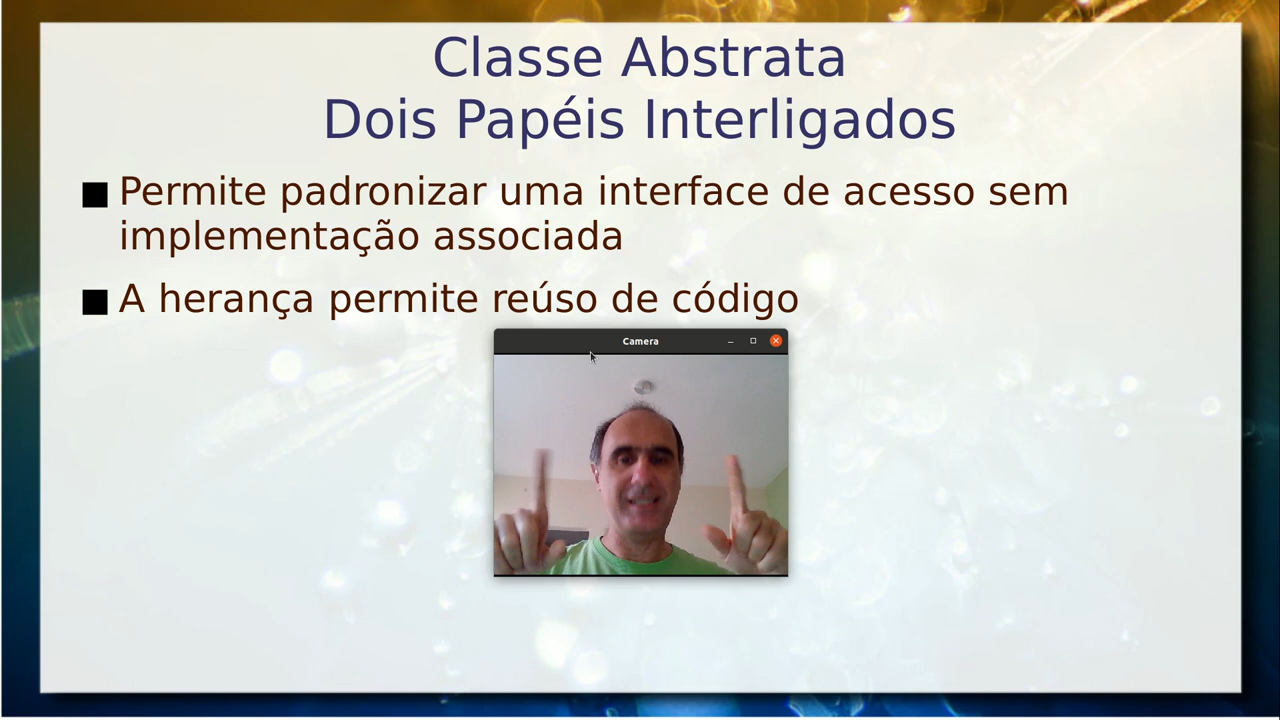 Classe Abstrata
Dois Papéis Interligados
Permite padronizar uma interface de acesso sem
implementação associada
A herança permite reúso de código
Camera